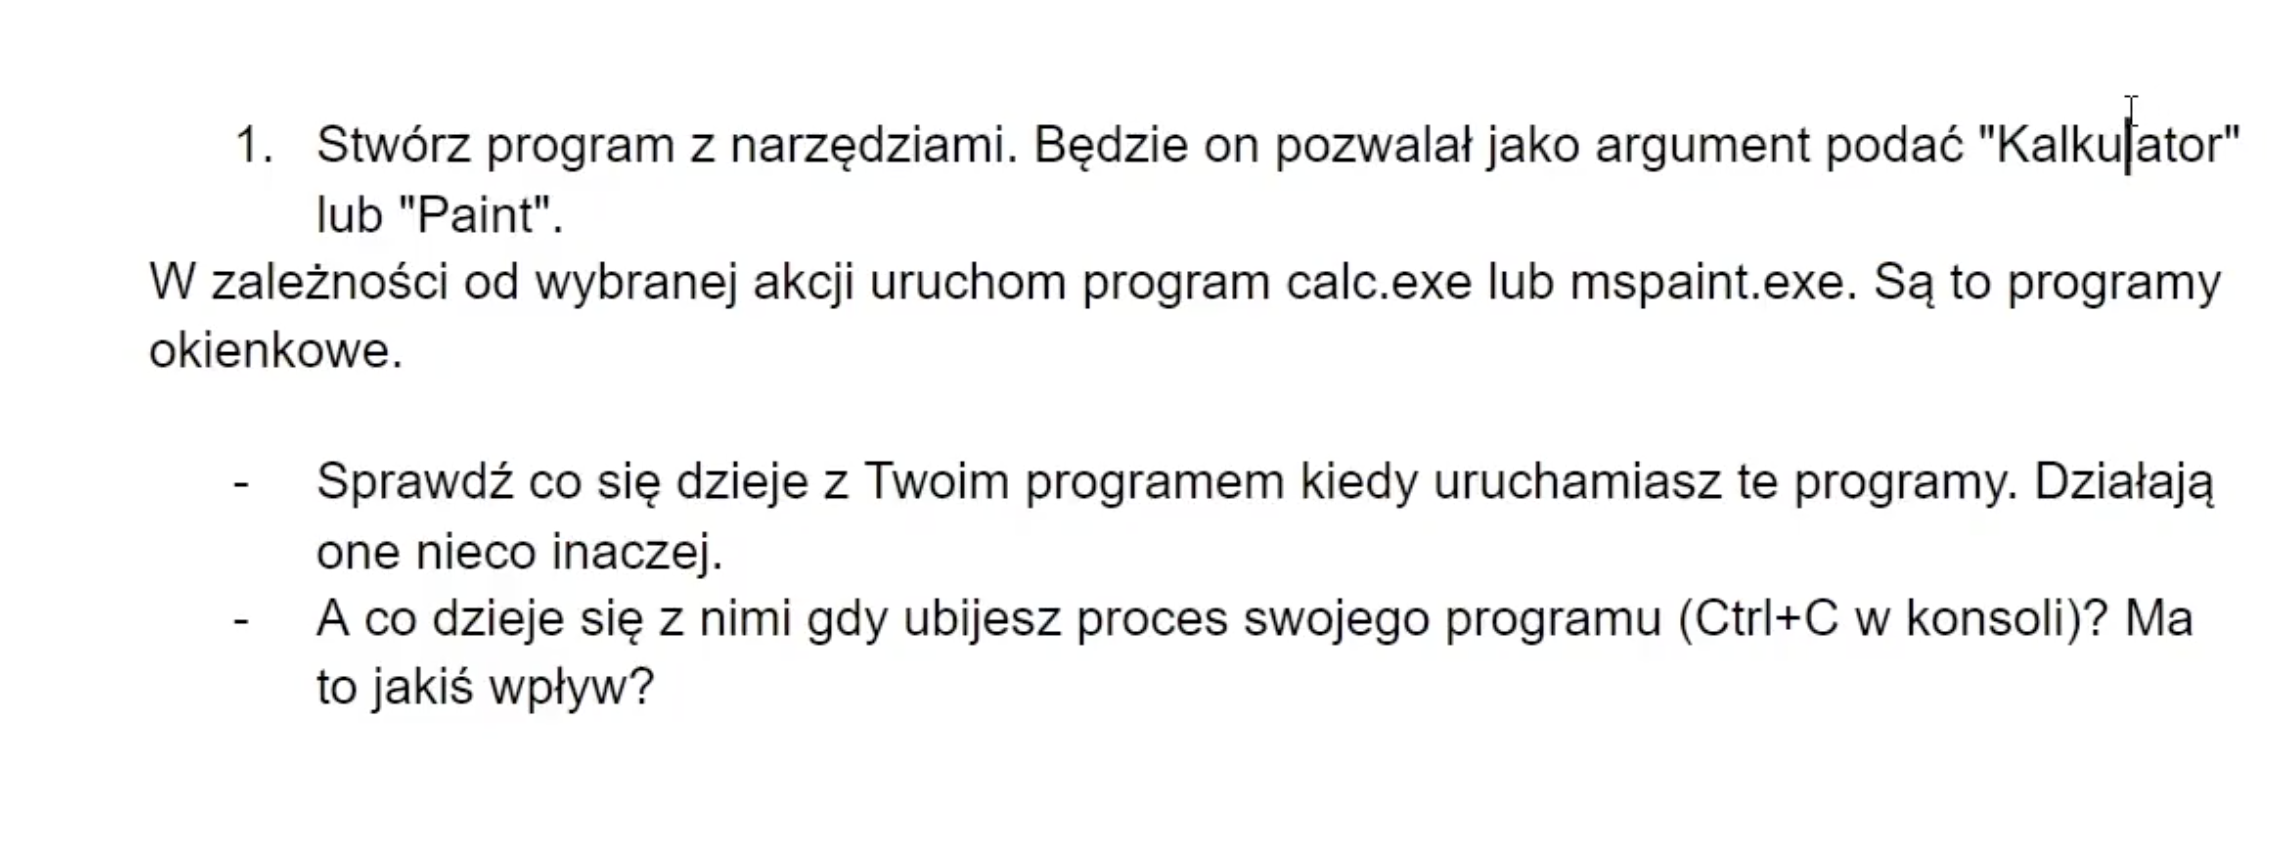 1. Stwórz program z narzędziami. Będzie on pozwalał jako argument podać "Kalkulator"
lub "Paint".
W zależności od wybranej akcji uruchom program calc.exe lub mspaint.exe. Są to programy
okienkowe.
- Sprawdź co się dzieje z Twoim programem kiedy uruchamiasz te programy. Działają
one nieco inaczej.
- A co dzieje się z nimi gdy ubijesz proces swojego programu (Ctrl+C w konsoli)? Ma
to jakiś wpływ?